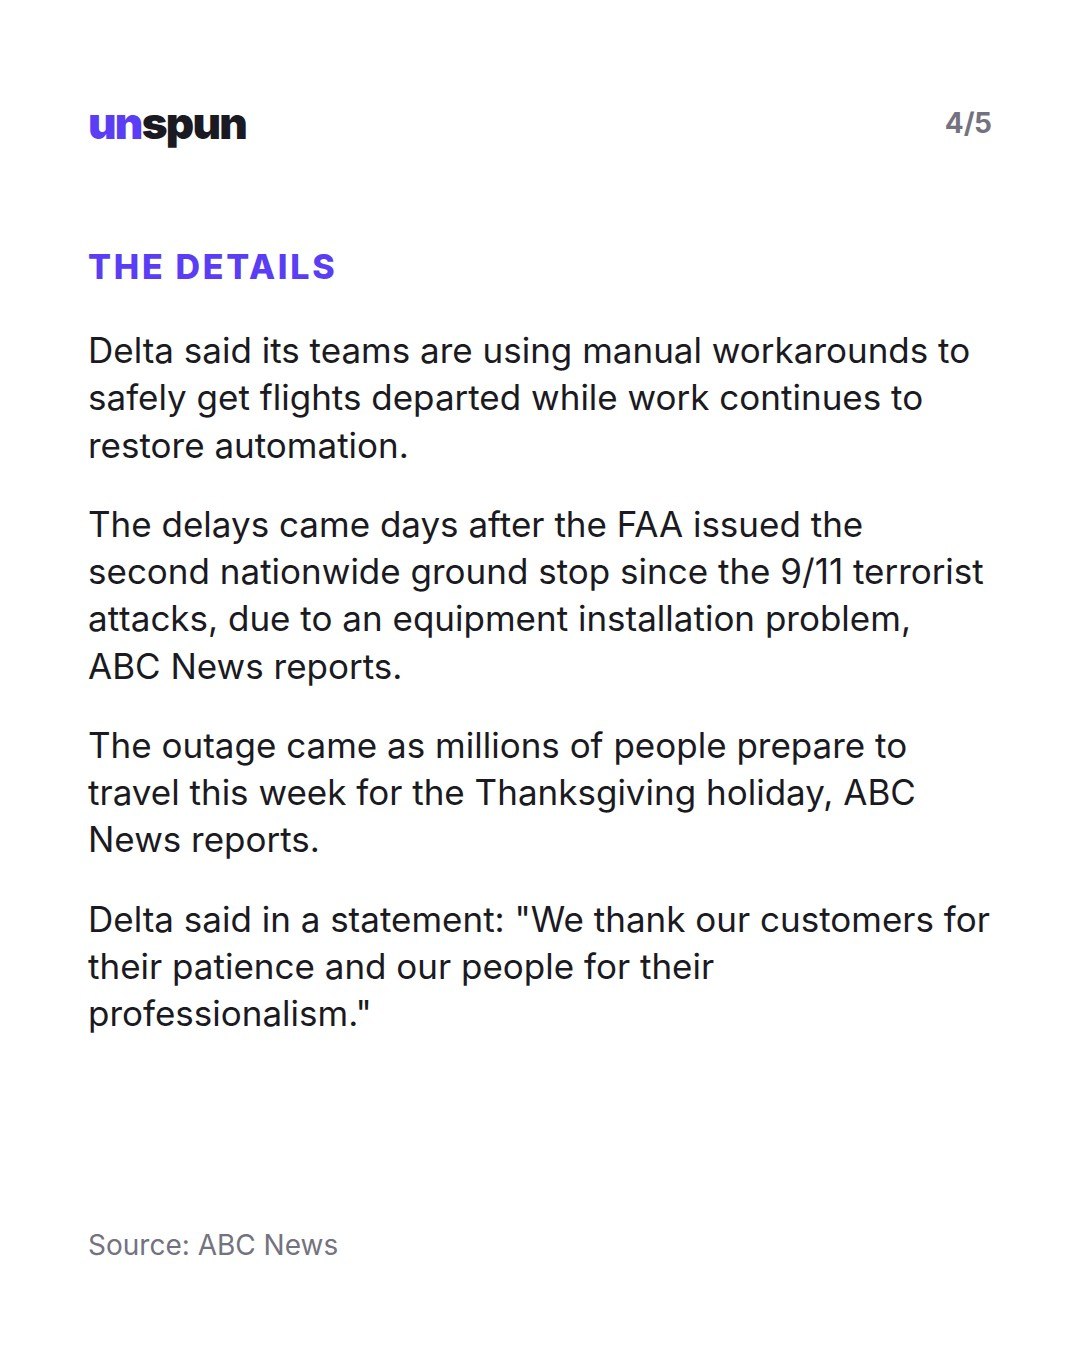 unspun
4/5
THE DETAILS
Delta said its teams are using manual workarounds to
safely get flights departed while work continues to
restore automation.
The delays came days after the FAA issued the
second nationwide ground stop since the 9/11 terrorist
attacks, due to an equipment installation problem,
ABC News reports.
The outage came as millions of people prepare to
travel this week for the Thanksgiving holiday, ABC
News reports.
Delta said in a statement: "We thank our customers for
their patience and our people for their
professionalism."
Source: ABC News